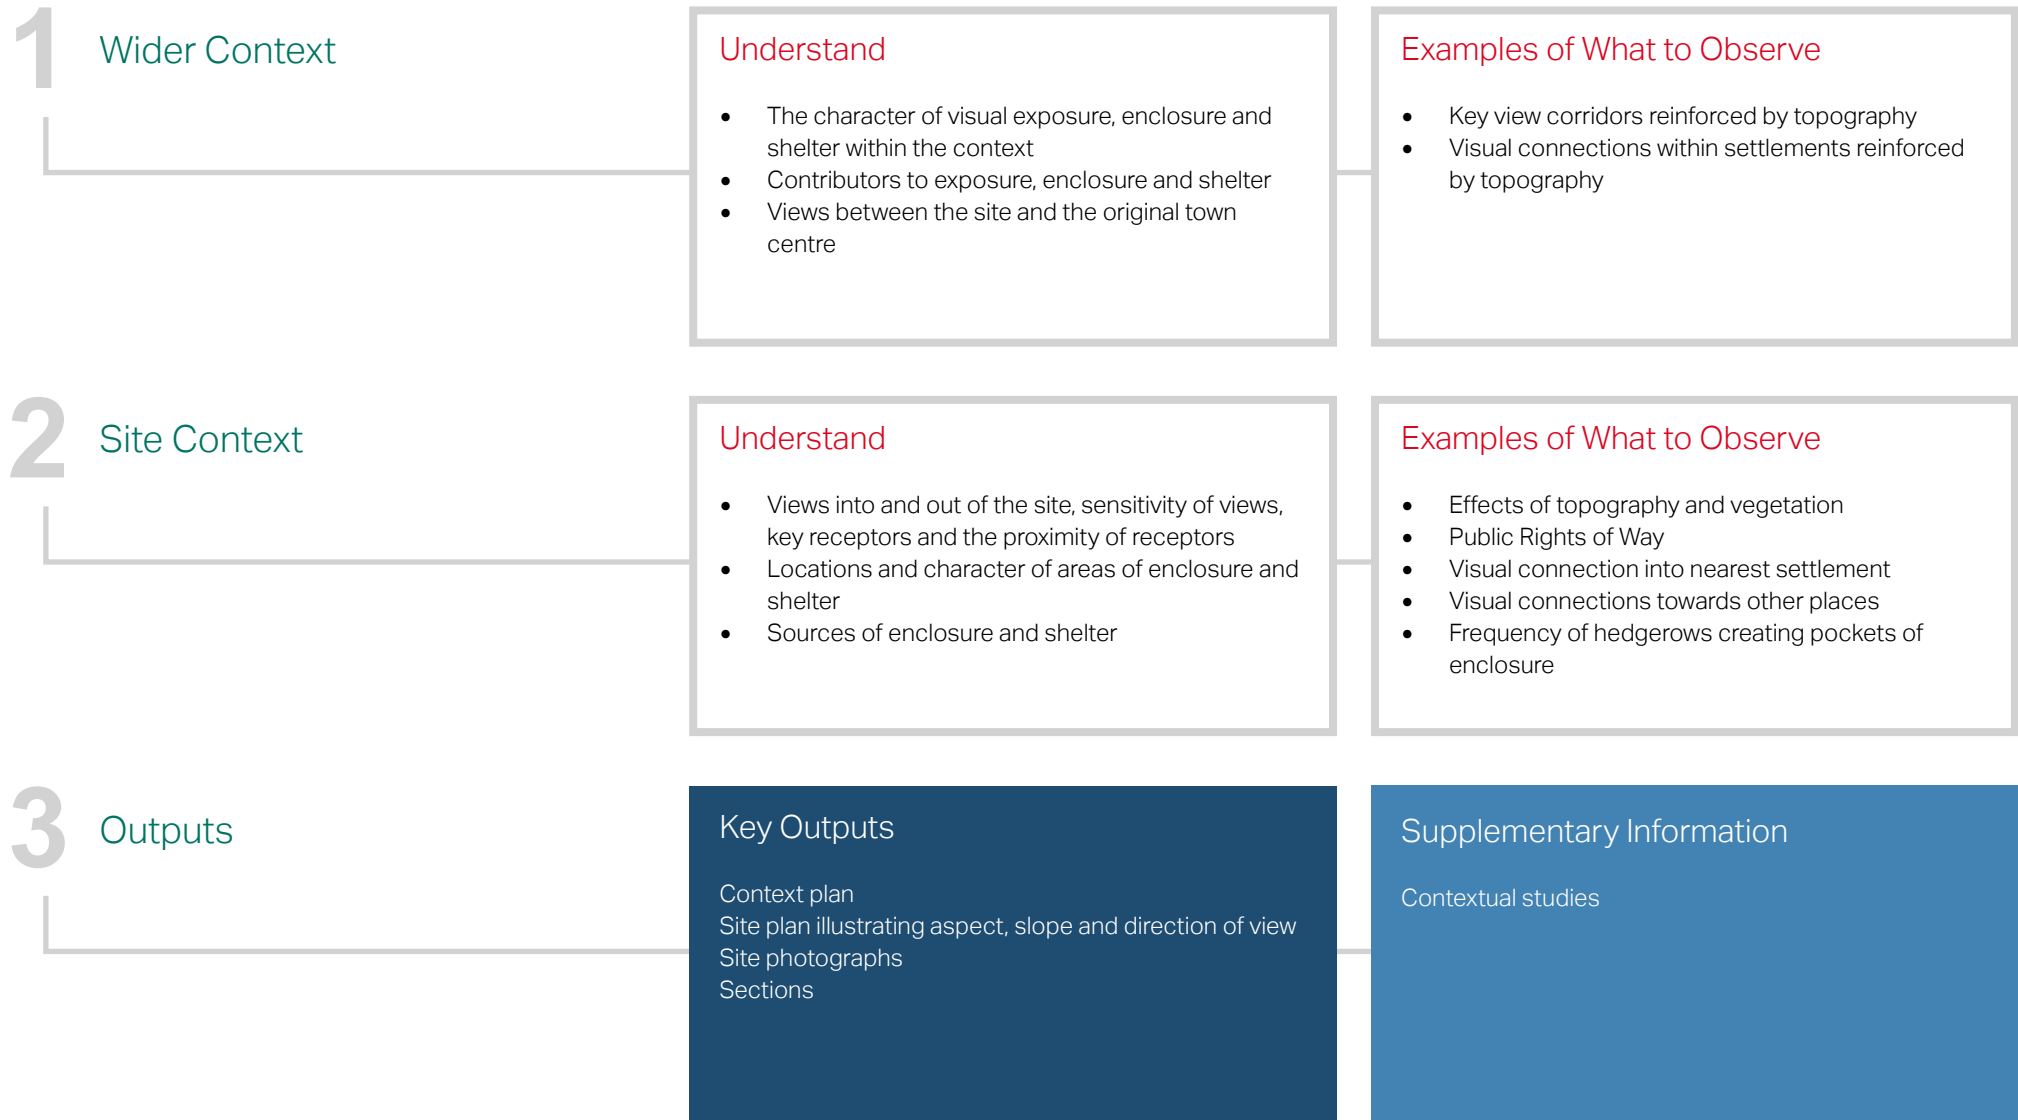 1
Wider Context
Understand
• The character of visual exposure, enclosure and
shelter within the context
• Contributors to exposure, enclosure and shelter
• Views between the site and the original town
centre
Examples of What to Observe
• Key view corridors reinforced by topography
• Visual connections within settlements reinforced
by topography
2
Site Context
Understand
• Views into and out of the site, sensitivity of views,
key receptors and the proximity of receptors
• Locations and character of areas of enclosure and
shelter
• Sources of enclosure and shelter
Examples of What to Observe
• Effects of topography and vegetation
• Public Rights of Way
• Visual connection into nearest settlement
• Visual connections towards other places
• Frequency of hedgerows creating pockets of
enclosure
3
Outputs
Key Outputs
Context plan
Site plan illustrating aspect, slope and direction of view
Site photographs
Sections
Supplementary Information
Contextual studies